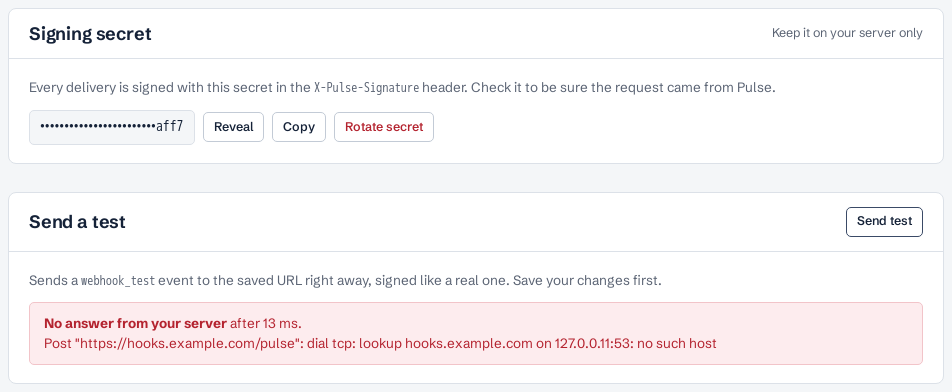 Signing secret
Keep it on your server only
Every delivery is signed with this secret in the X-Pulse-Signature header. Check it to be sure the request came from Pulse.
••••••••••••••••••••••••aff7
Reveal
Copy
Rotate secret
Send a test
Send test
Sends a webhook_test event to the saved URL right away, signed like a real one. Save your changes first.
No answer from your server after 13 ms.
Post "https://hooks.example.com/pulse": dial tcp: lookup hooks.example.com on 127.0.0.11:53: no such host